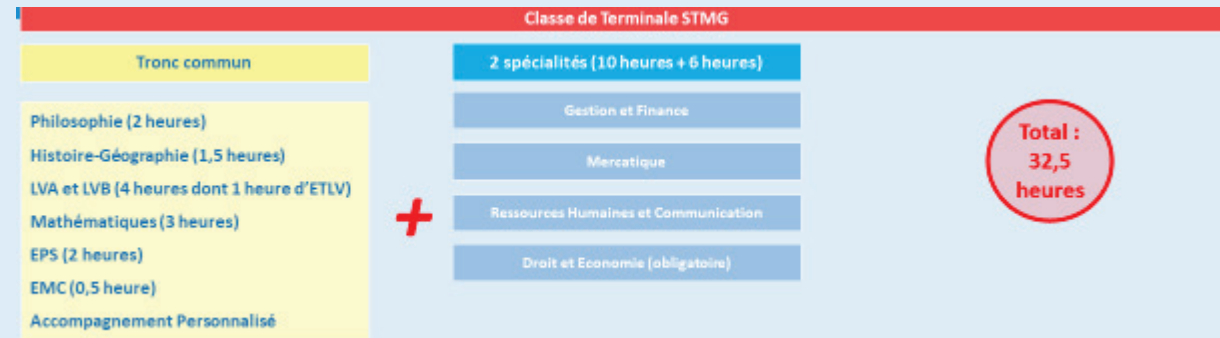 Classe de Terminale STMG
Tronc commun
Philosophie (2 heures)
Histoire-Géographie (1,5 heures)
LVA et LVB (4 heures dont 1 heure d'ETLV)
Mathématiques (3 heures)
EPS (2 heures)
EMC (0,5 heure)
Accompagnement Personnalisé
+
2 spécialités (10 heures + 6 heures)
Gestion et Finance
Mercatique
Ressources Humaines et Communication
Droit et Economie (obligatoire)
Total :
32,5
heures